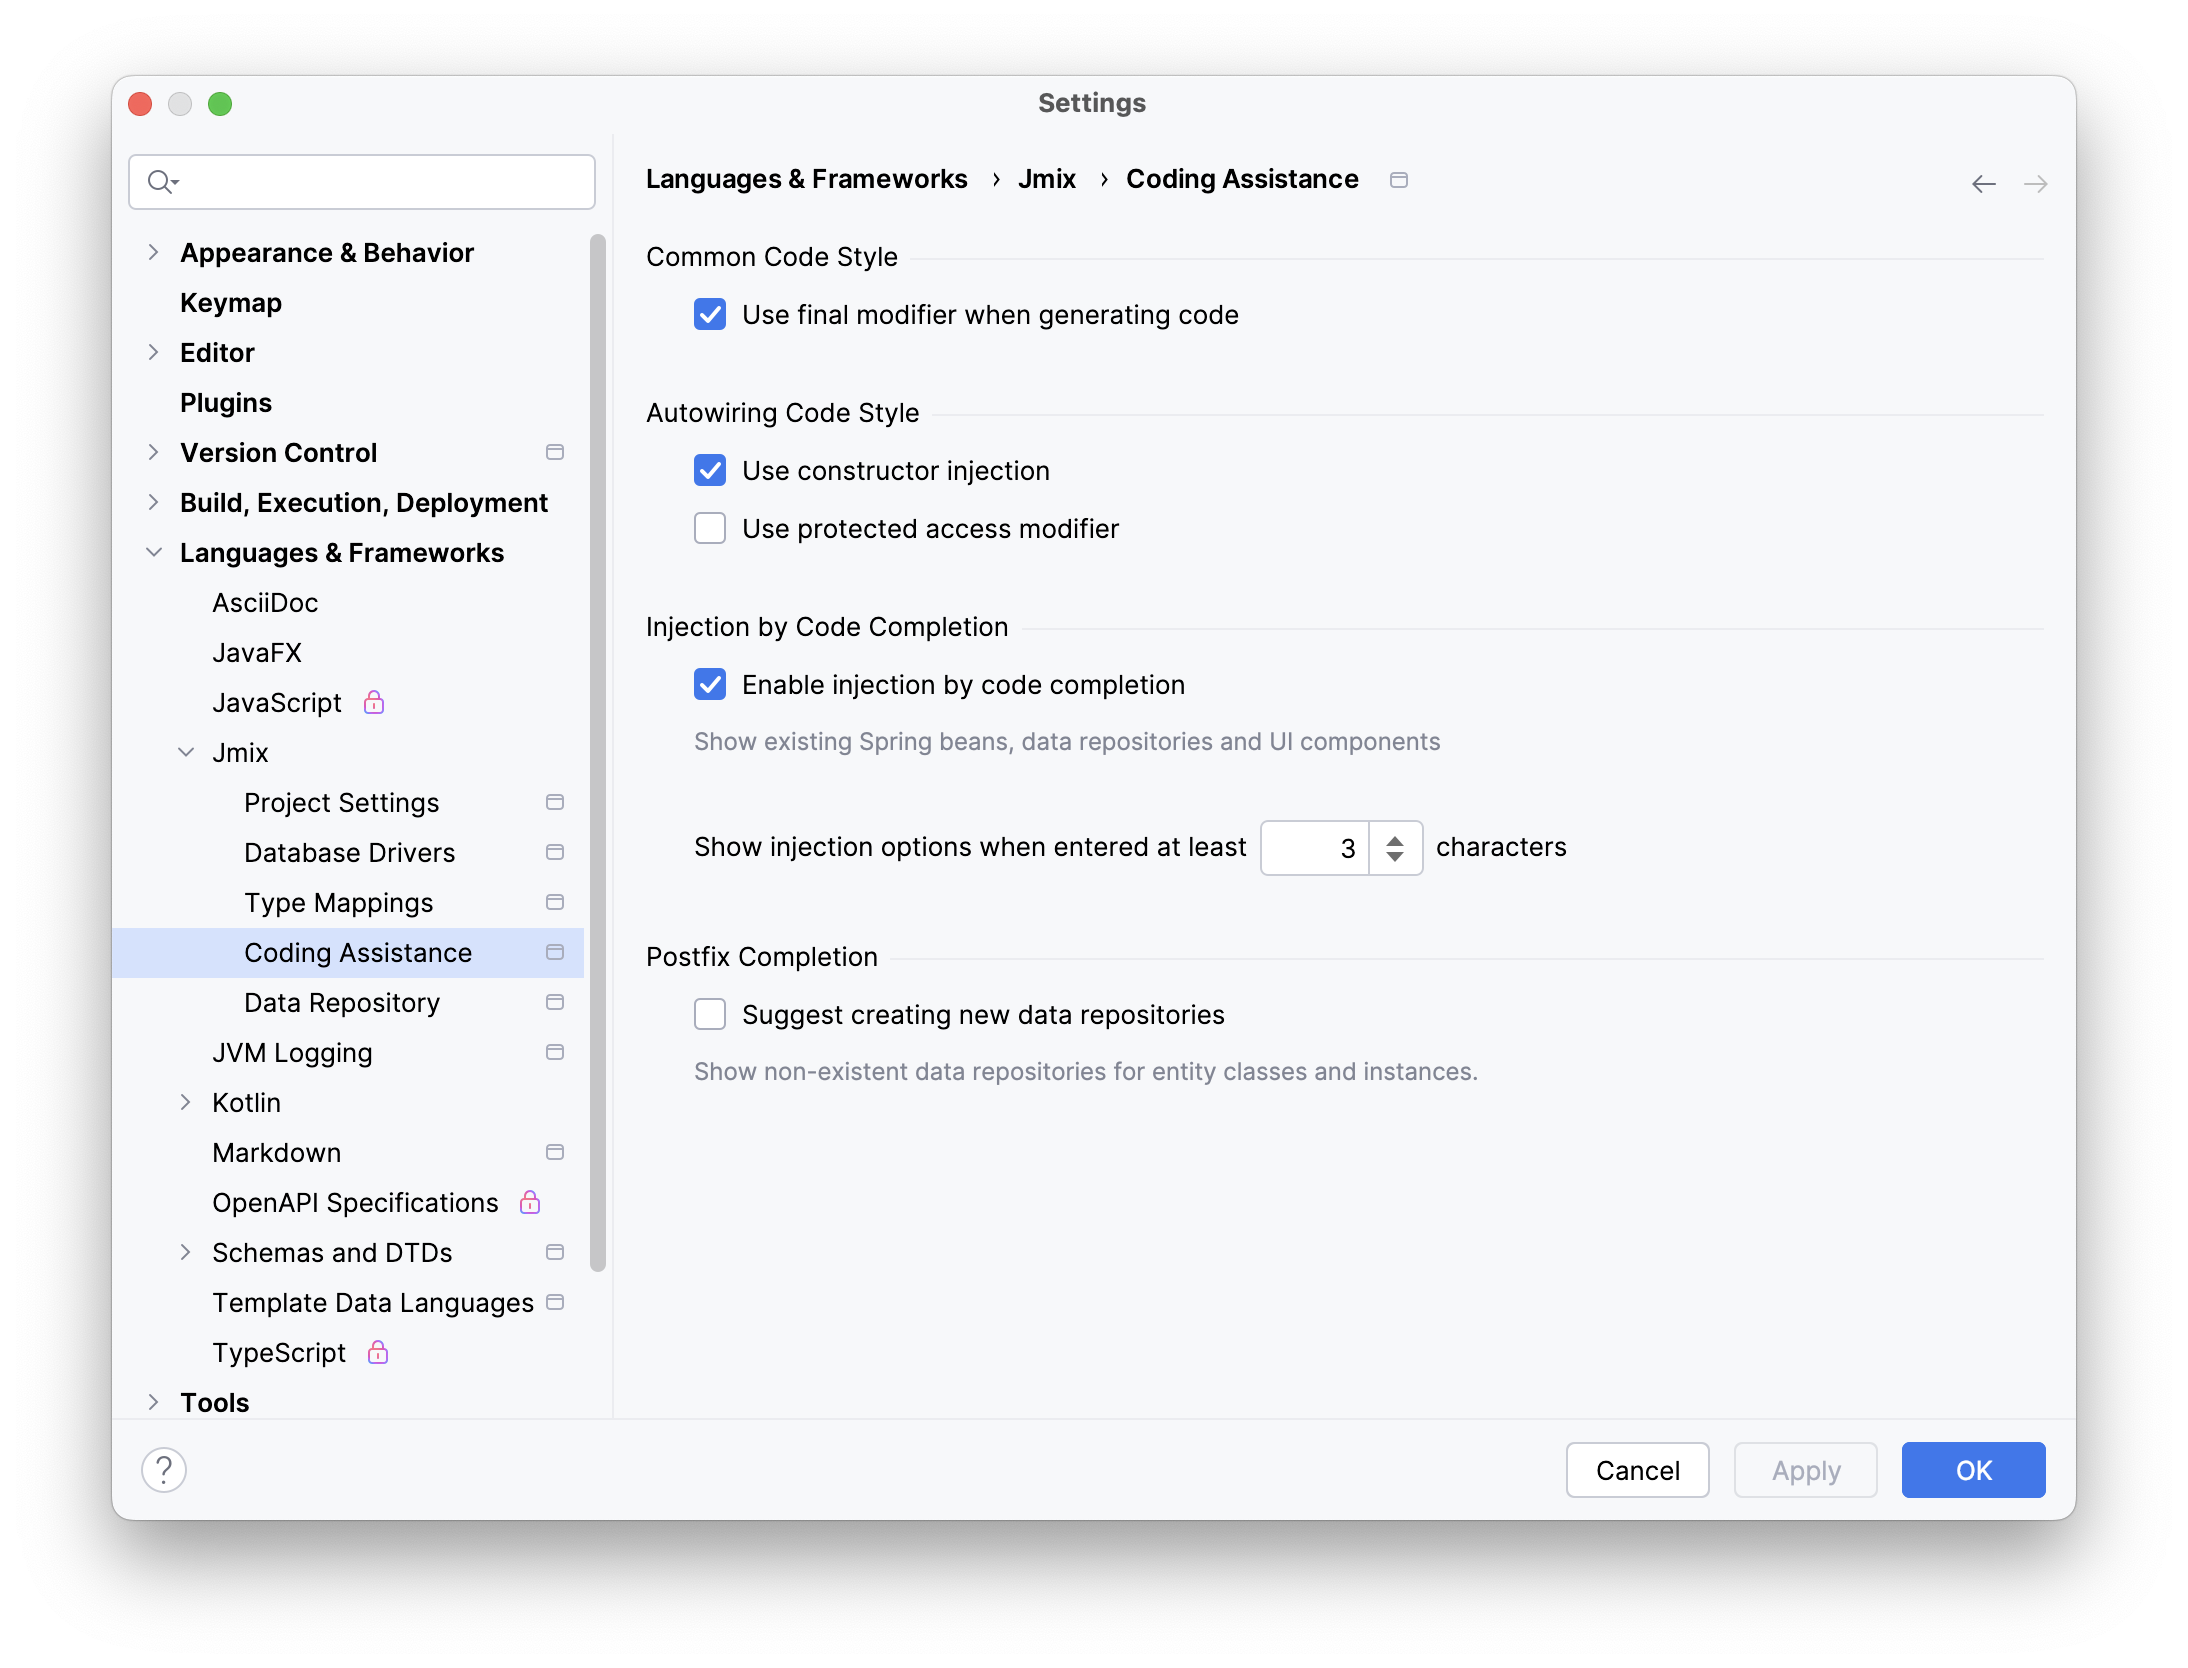 Settings
Languages & Frameworks › Jmix › Coding Assistance
Appearance & Behavior
Keymap
Editor
Plugins
Version Control
Build, Execution, Deployment
Languages & Frameworks
AsciiDoc
JavaFX
JavaScript
Jmix
Project Settings
Database Drivers
Type Mappings
Coding Assistance
Data Repository
JVM Logging
Kotlin
Markdown
OpenAPI Specifications
Schemas and DTDs
Template Data Languages
TypeScript
Tools
Common Code Style
Use final modifier when generating code
Autowiring Code Style
Use constructor injection
Use protected access modifier
Injection by Code Completion
Enable injection by code completion
Show existing Spring beans, data repositories and UI components
Show injection options when entered at least 3 characters
Postfix Completion
Suggest creating new data repositories
Show non-existent data repositories for entity classes and instances.
?
Cancel
Apply
OK